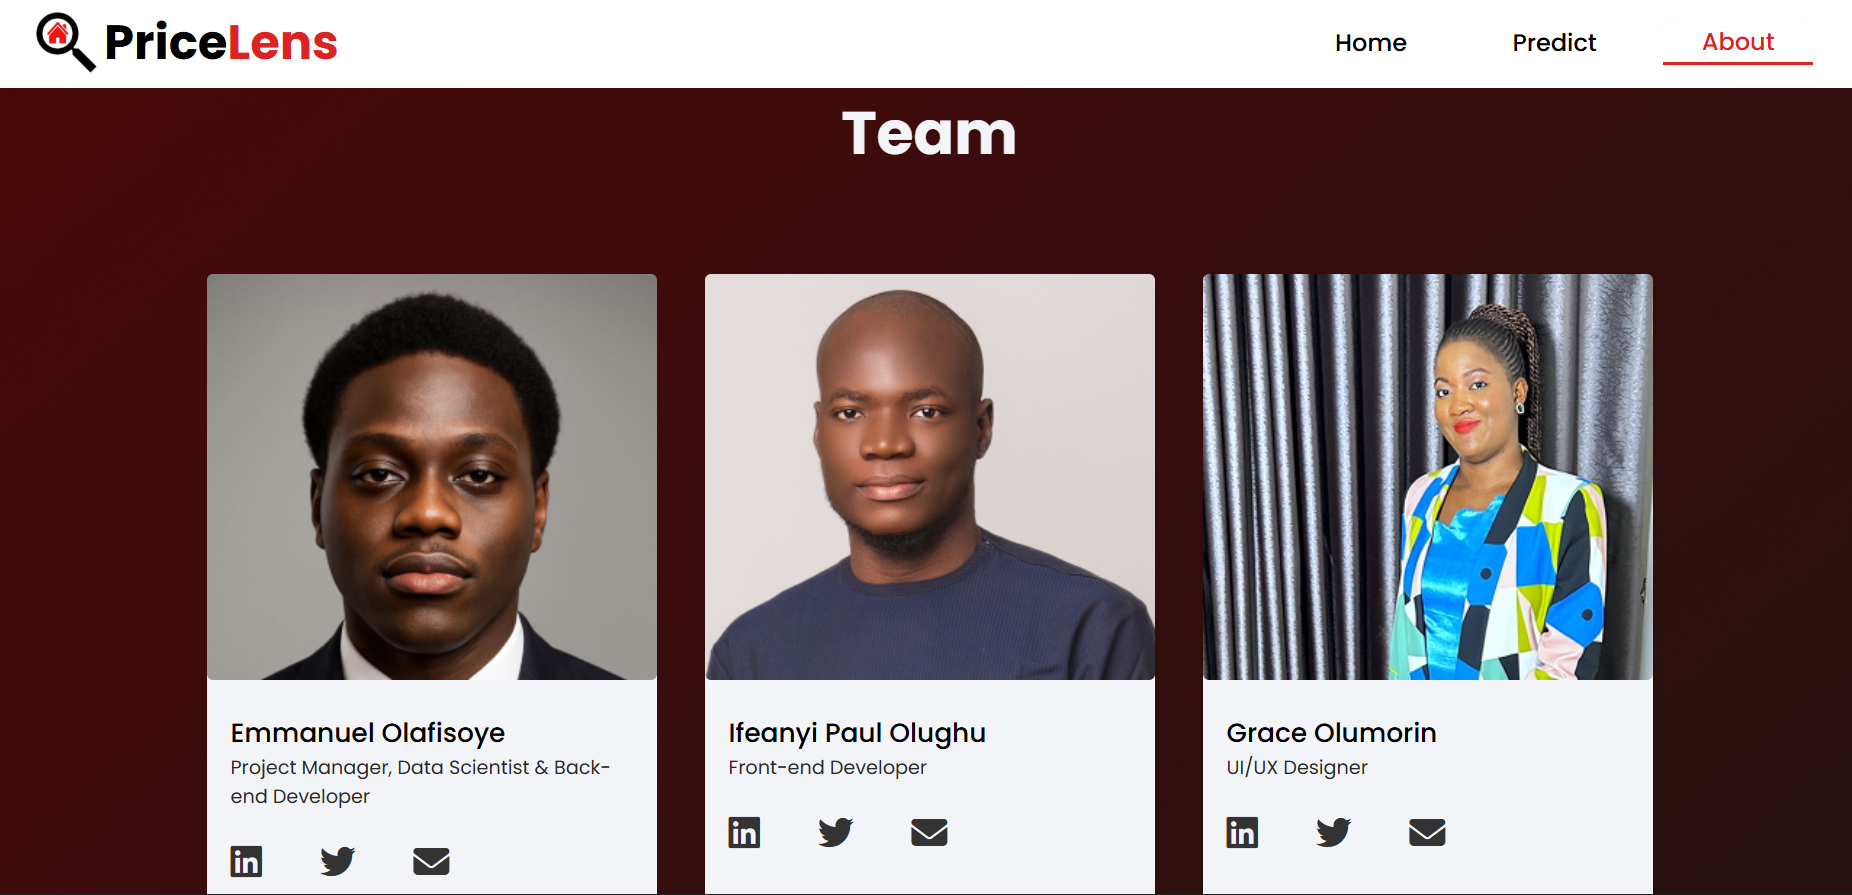 PriceLens
Home Predict About
Team
Emmanuel Olafisoye
Project Manager, Data Scientist & Back-
end Developer
Ifeanyi Paul Olughu
Front-end Developer
Grace Olumorin
UI/UX Designer